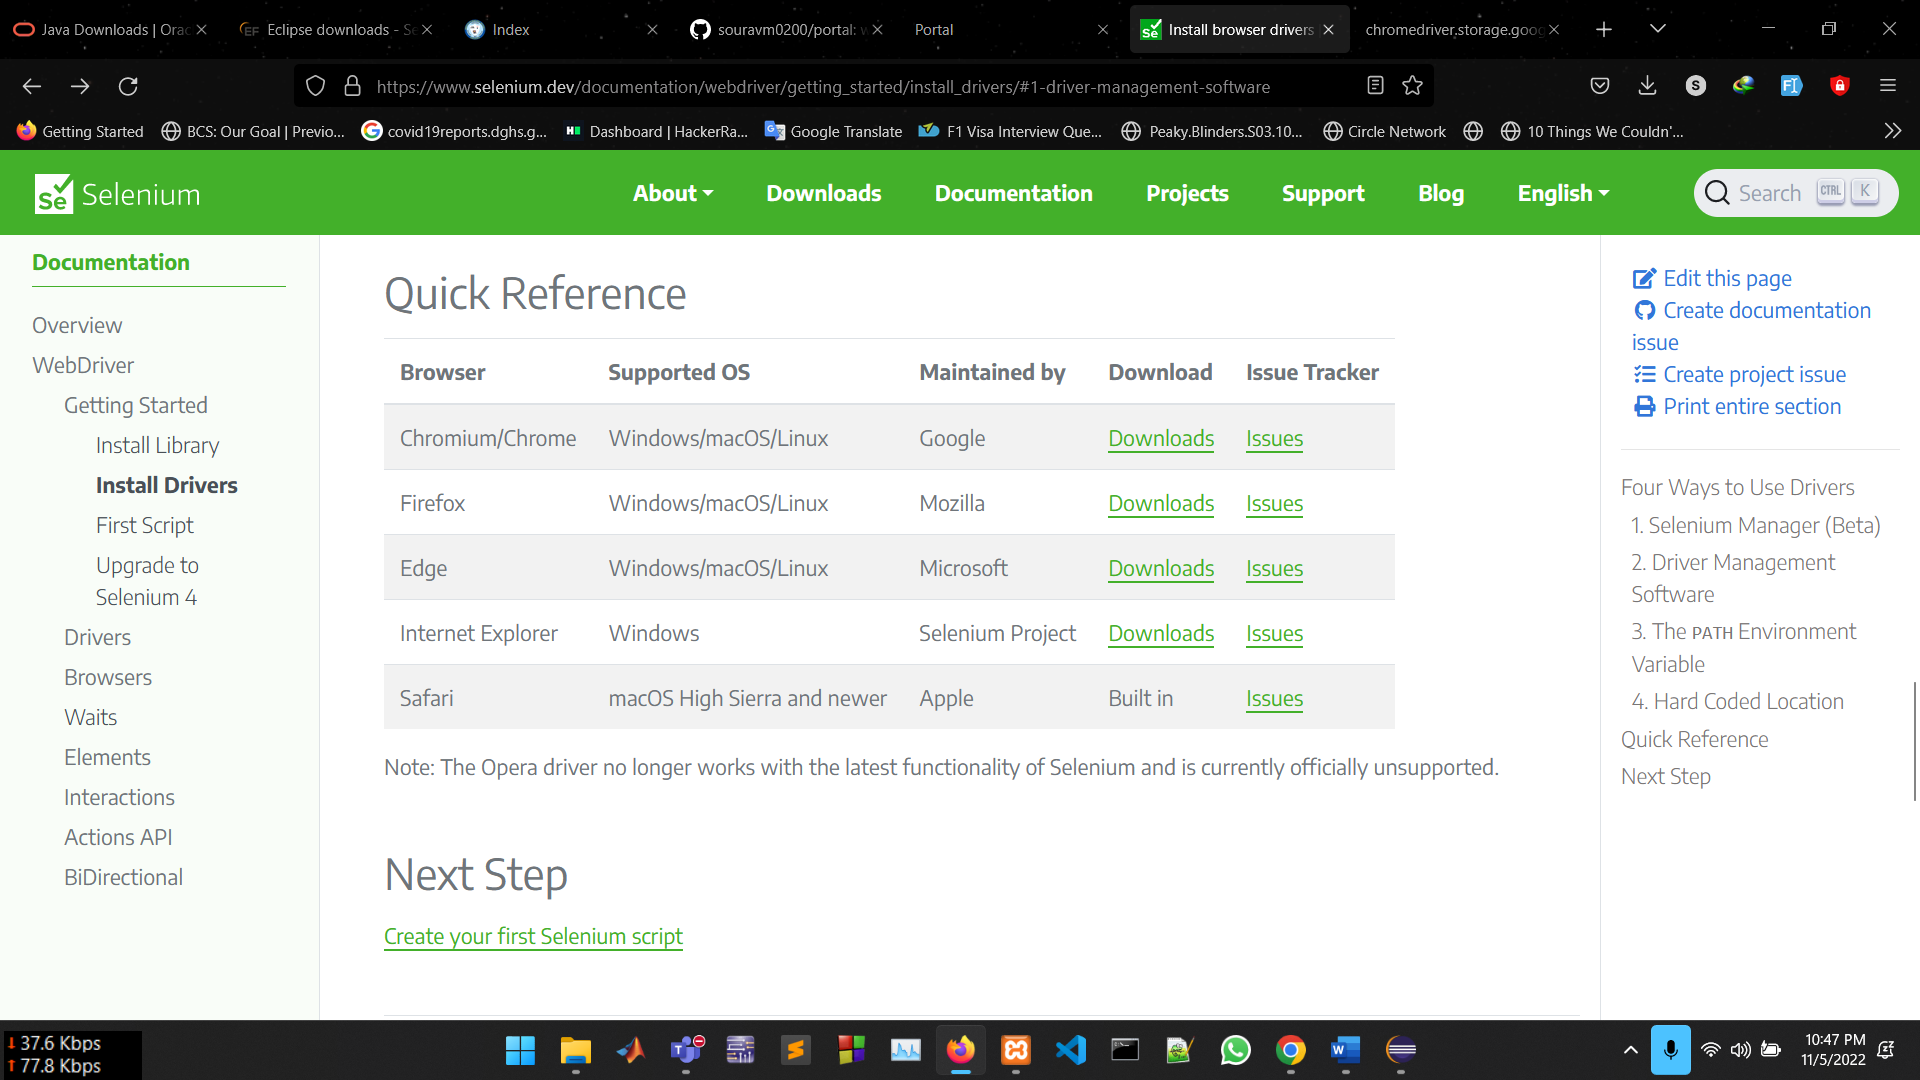 Java Downloads | Orac
Eclipse downloads - Se
Index
souravm0200/portal: w
Portal
Install browser drivers
chromedriver.storage.goog
https://www.selenium.dev/documentation/webdriver/getting_started/install_drivers/#1-driver-management-software
Getting Started
BCS: Our Goal | Previo...
covid19reports.dghs.g...
Dashboard | HackerRa...
Google Translate
F1 Visa Interview Que...
Peaky.Blinders.S03.10...
Circle Network
10 Things We Couldn'...
Se Selenium
About
Downloads
Documentation
Projects
Support
Blog
English
Search CTRL K
Documentation
Overview
WebDriver
Getting Started
Install Library
Install Drivers
First Script
Upgrade to
Selenium 4
Drivers
Browsers
Waits
Elements
Interactions
Actions API
BiDirectional
Quick Reference
Browser Supported OS Maintained by Download Issue Tracker
Chromium/Chrome Windows/macOS/Linux Google Downloads Issues
Firefox Windows/macOS/Linux Mozilla Downloads Issues
Edge Windows/macOS/Linux Microsoft Downloads Issues
Internet Explorer Windows Selenium Project Downloads Issues
Safari macOS High Sierra and newer Apple Built in Issues
Note: The Opera driver no longer works with the latest functionality of Selenium and is currently officially unsupported.
Next Step
Create your first Selenium script
Edit this page
Create documentation
issue
Create project issue
Print entire section
Four Ways to Use Drivers
1. Selenium Manager (Beta)
2. Driver Management
Software
3. The PATH Environment
Variable
4. Hard Coded Location
Quick Reference
Next Step
37.6 Kbps
77.8 Kbps
10:47 PM
11/5/2022